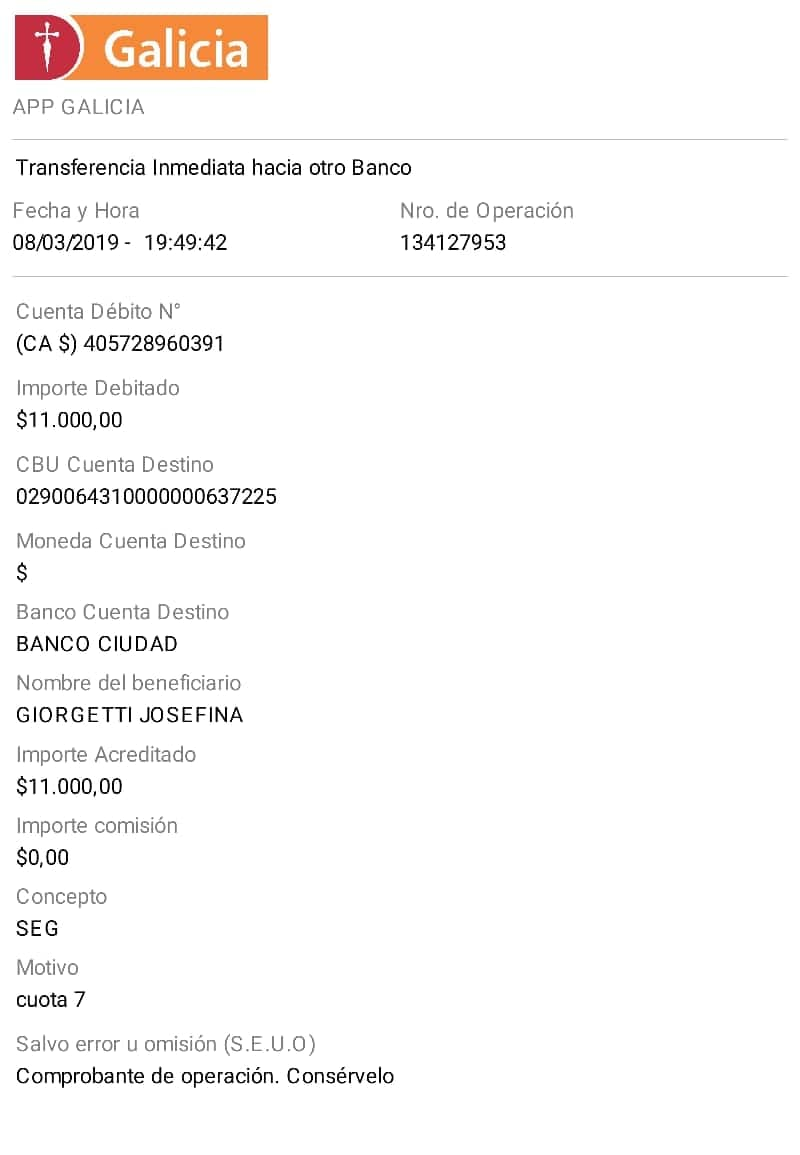 Galicia
APP GALICIA
Transferencia Inmediata hacia otro Banco
Fecha y Hora Nro. de Operación
08/03/2019 - 19:49:42 134127953
Cuenta Débito N°
(CA $) 405728960391
Importe Debitado
$11.000,00
CBU Cuenta Destino
0290064310000000637225
Moneda Cuenta Destino
$
Banco Cuenta Destino
BANCO CIUDAD
Nombre del beneficiario
GIORGETTI JOSEFINA
Importe Acreditado
$11.000,00
Importe comisión
$0,00
Concepto
SEG
Motivo
cuota 7
Salvo error u omisión (S.E.U.O)
Comprobante de operación. Consérvelo